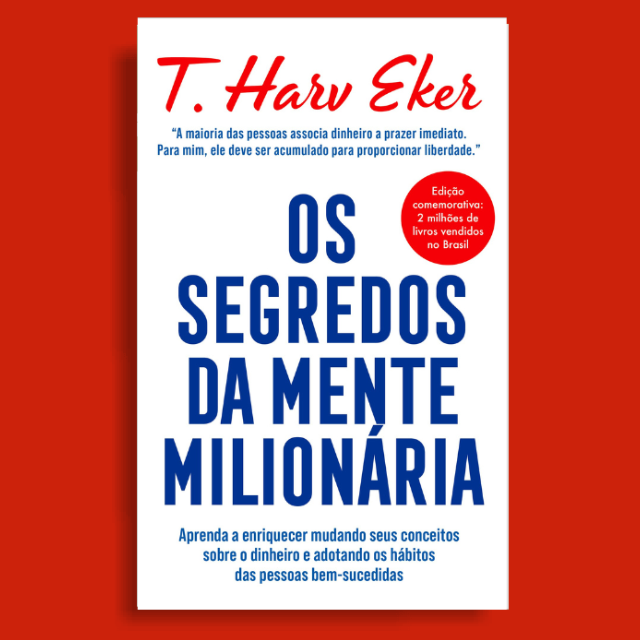 T. Harv Eker
“A maioria das pessoas associa dinheiro a prazer imediato.
Para mim, ele deve ser acumulado para proporcionar liberdade.”
Edição
comemorativa:
2 milhões de
livros vendidos
no Brasil
OS
SEGREDOS
DA MENTE
MILIONÁRIA
Aprenda a enriquecer mudando seus conceitos
sobre o dinheiro e adotando os hábitos
das pessoas bem-sucedidas